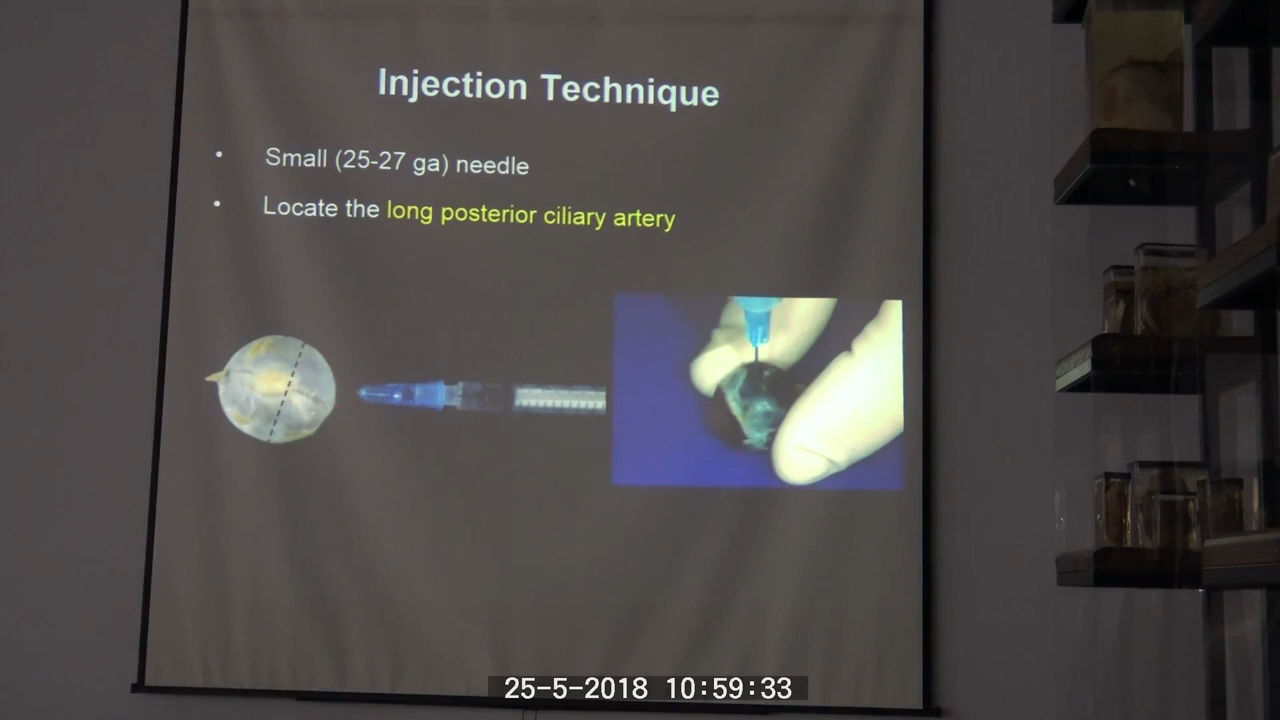 Injection Technique
• Small (25-27 ga) needle
• Locate the long posterior ciliary artery
25-5-2018 10:59:33